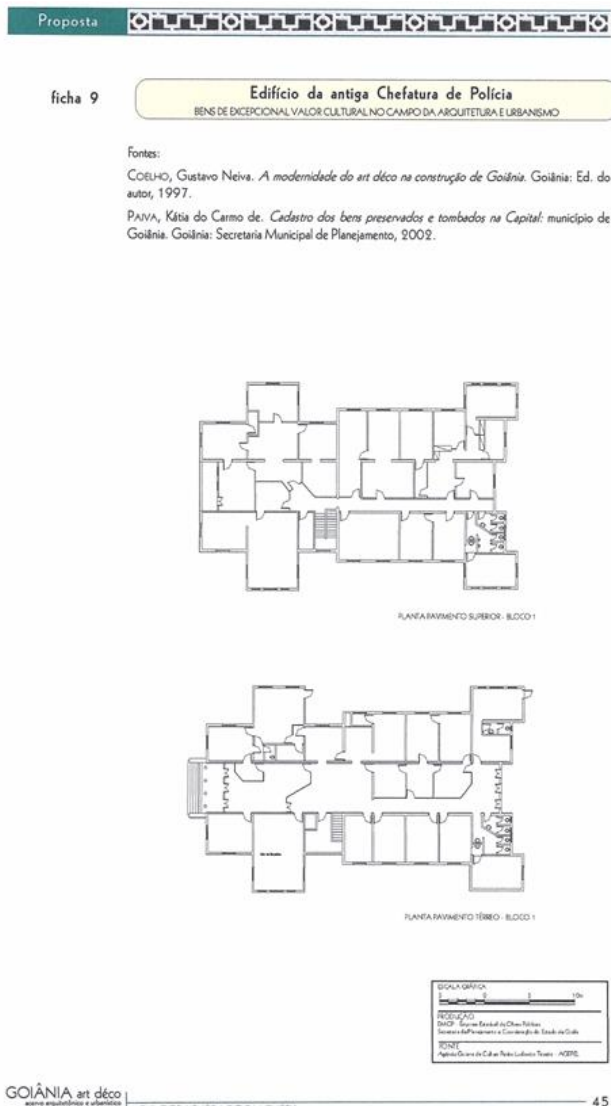 Proposta
ficha 9
Edifício da antiga Chefatura de Polícia
BENS DE EXCEPCIONAL VALOR CULTURAL NO CAMPO DA ARQUITETURA E URBANISMO
Fontes:
COELHO, Gustavo Neiva. A modernidade do art déco na construção de Goiânia. Goiânia: Ed. do
autor, 1997.
PAIVA, Kátia do Carmo de. Cadastro dos bens preservados e tombados na Capital: município de
Goiânia. Goiânia: Secretaria Municipal de Planejamento, 2002.
PLANTA PAVIMENTO SUPERIOR - BLOCO 1
PLANTA PAVIMENTO TÉRREO - BLOCO 1
ESCALA GRÁFICA
PRODUÇÃO
FONTE
GOIÂNIA art déco
acervo arquitetônico e urbanístico
45